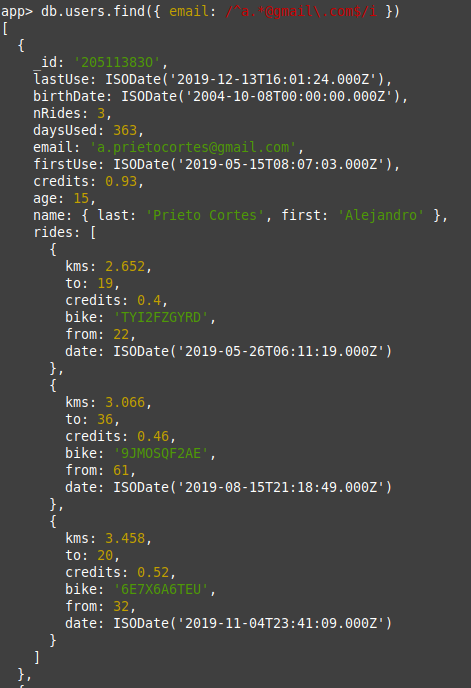 app> db.users.find({ email: /^a.*@gmail\.com$/i })
[
  {
    _id: '20511383O',
    lastUse: ISODate('2019-12-13T16:01:24.000Z'),
    birthDate: ISODate('2004-10-08T00:00:00.000Z'),
    nRides: 3,
    daysUsed: 363,
    email: 'a.prietocortes@gmail.com',
    firstUse: ISODate('2019-05-15T08:07:03.000Z'),
    credits: 0.93,
    age: 15,
    name: { last: 'Prieto Cortes', first: 'Alejandro' },
    rides: [
      {
        kms: 2.652,
        to: 19,
        credits: 0.4,
        bike: 'TYI2FZGYRD',
        from: 22,
        date: ISODate('2019-05-26T06:11:19.000Z')
      },
      {
        kms: 3.066,
        to: 36,
        credits: 0.46,
        bike: '9JMOSQF2AE',
        from: 61,
        date: ISODate('2019-08-15T21:18:49.000Z')
      },
      {
        kms: 3.458,
        to: 20,
        credits: 0.52,
        bike: '6E7X6A6TEU',
        from: 32,
        date: ISODate('2019-11-04T23:41:09.000Z')
      }
    ]
  },